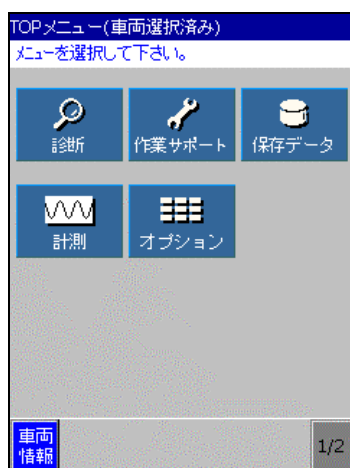 TOPメニュー(車両選択済み)
メニューを選択して下さい。
診断
作業サポート
保存データ
計測
オプション
車両
情報
1/2